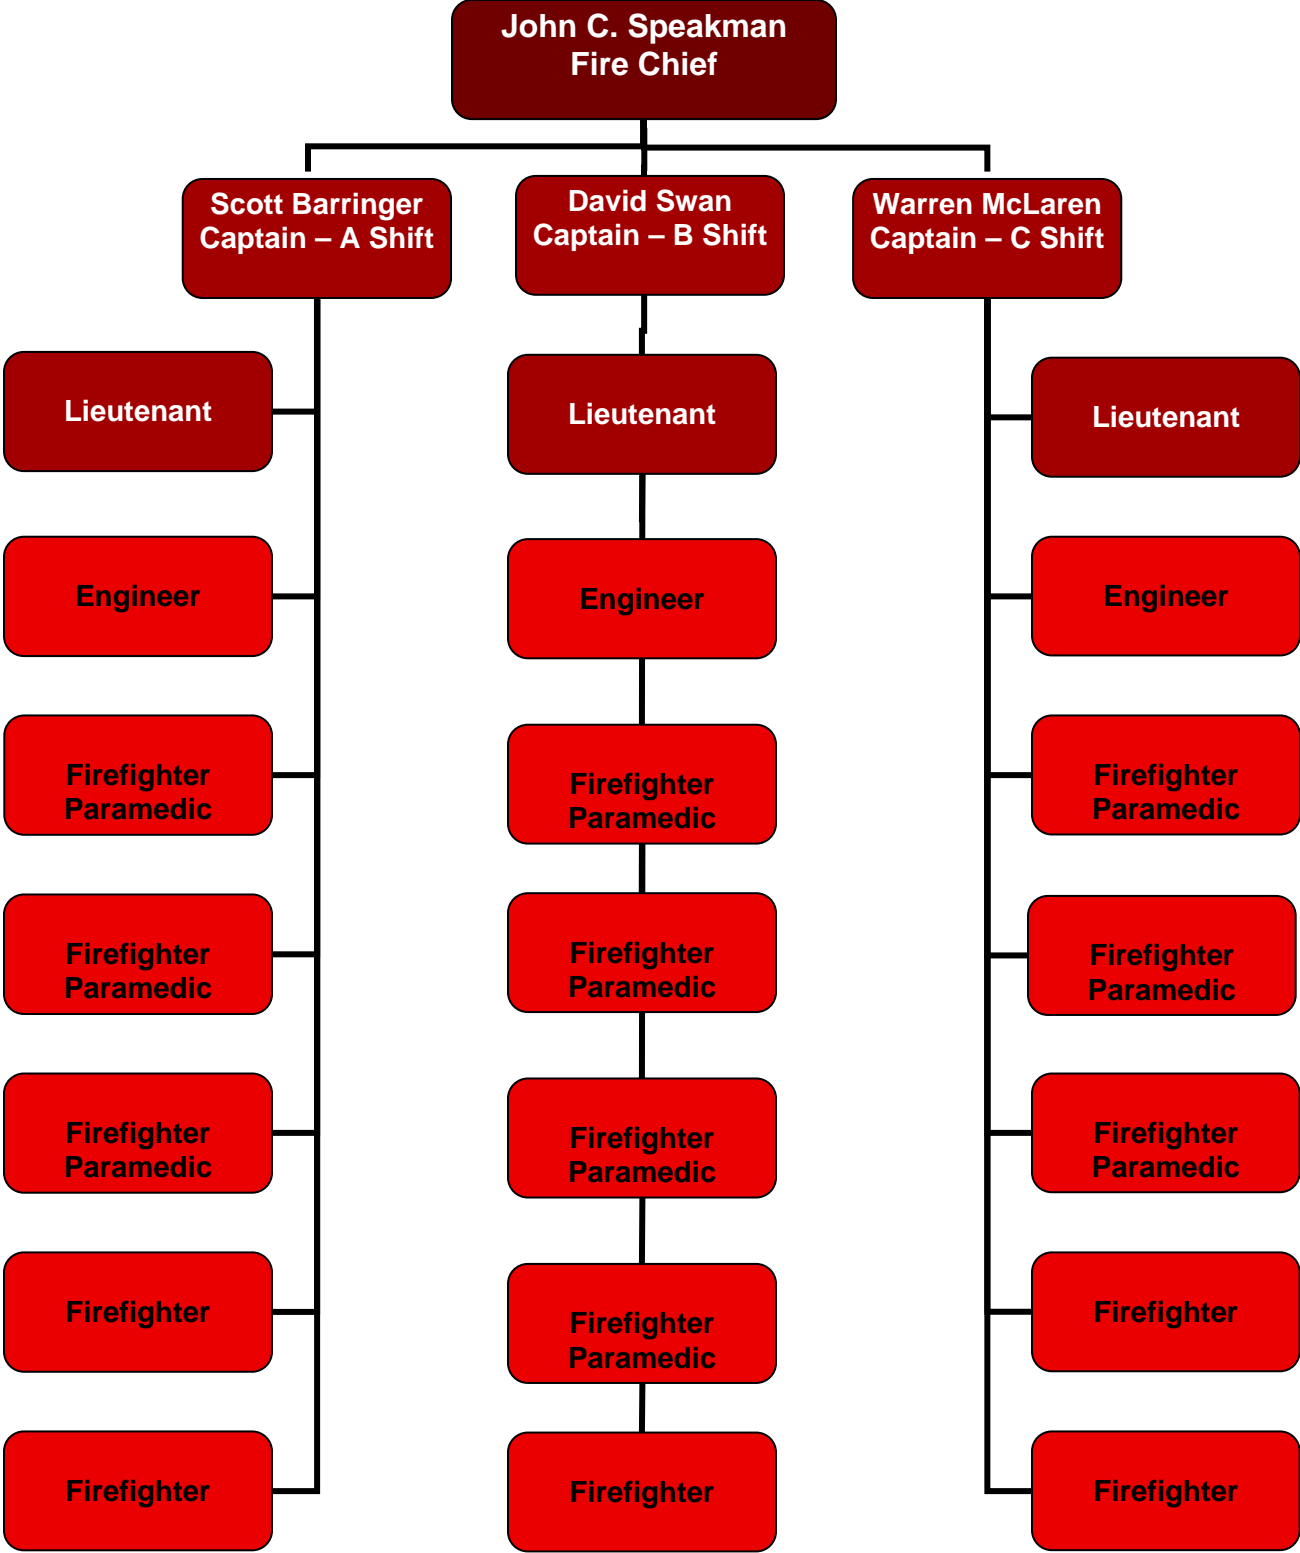 John C. Speakman
Fire Chief
Scott Barringer
Captain – A Shift
David Swan
Captain – B Shift
Warren McLaren
Captain – C Shift
Lieutenant
Lieutenant
Lieutenant
Engineer
Engineer
Engineer
Firefighter
Paramedic
Firefighter
Paramedic
Firefighter
Paramedic
Firefighter
Paramedic
Firefighter
Paramedic
Firefighter
Paramedic
Firefighter
Paramedic
Firefighter
Paramedic
Firefighter
Paramedic
Firefighter
Firefighter
Paramedic
Firefighter
Firefighter
Firefighter
Firefighter